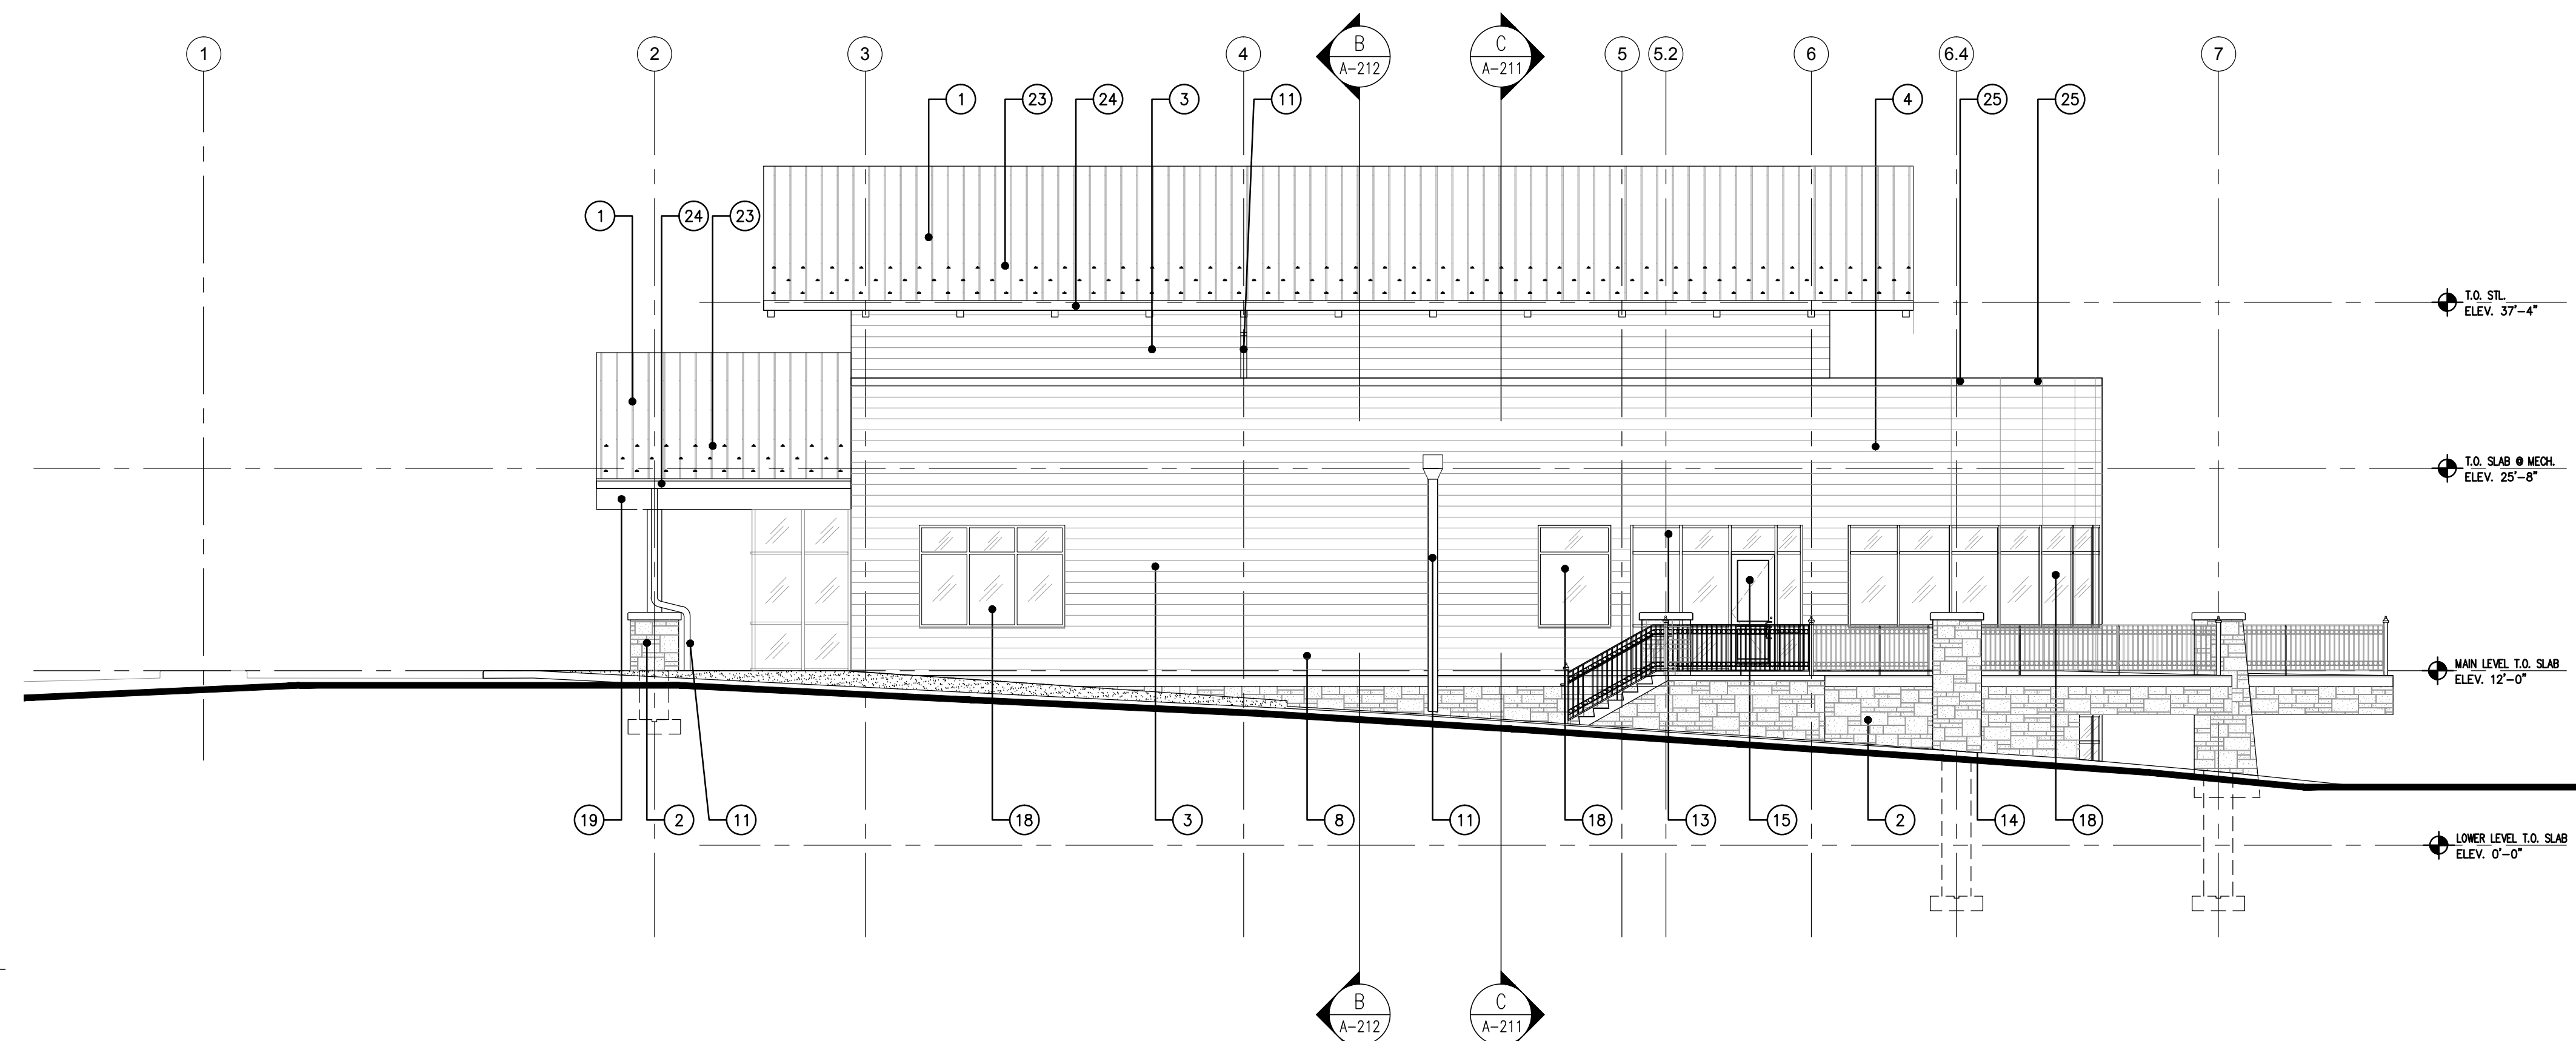 1
2
3
4
B
A-212
C
A-211
5
5.2
6
6.4
7
1
23
24
3
11
4
25
25
1
24
23
T.O. STL.
ELEV. 37'-4"
T.O. SLAB @ MECH.
ELEV. 25'-8"
MAIN LEVEL T.O. SLAB
ELEV. 12'-0"
19
2
11
18
3
8
11
18
13
15
2
14
18
LOWER LEVEL T.O. SLAB
ELEV. 0'-0"
B
A-212
C
A-211